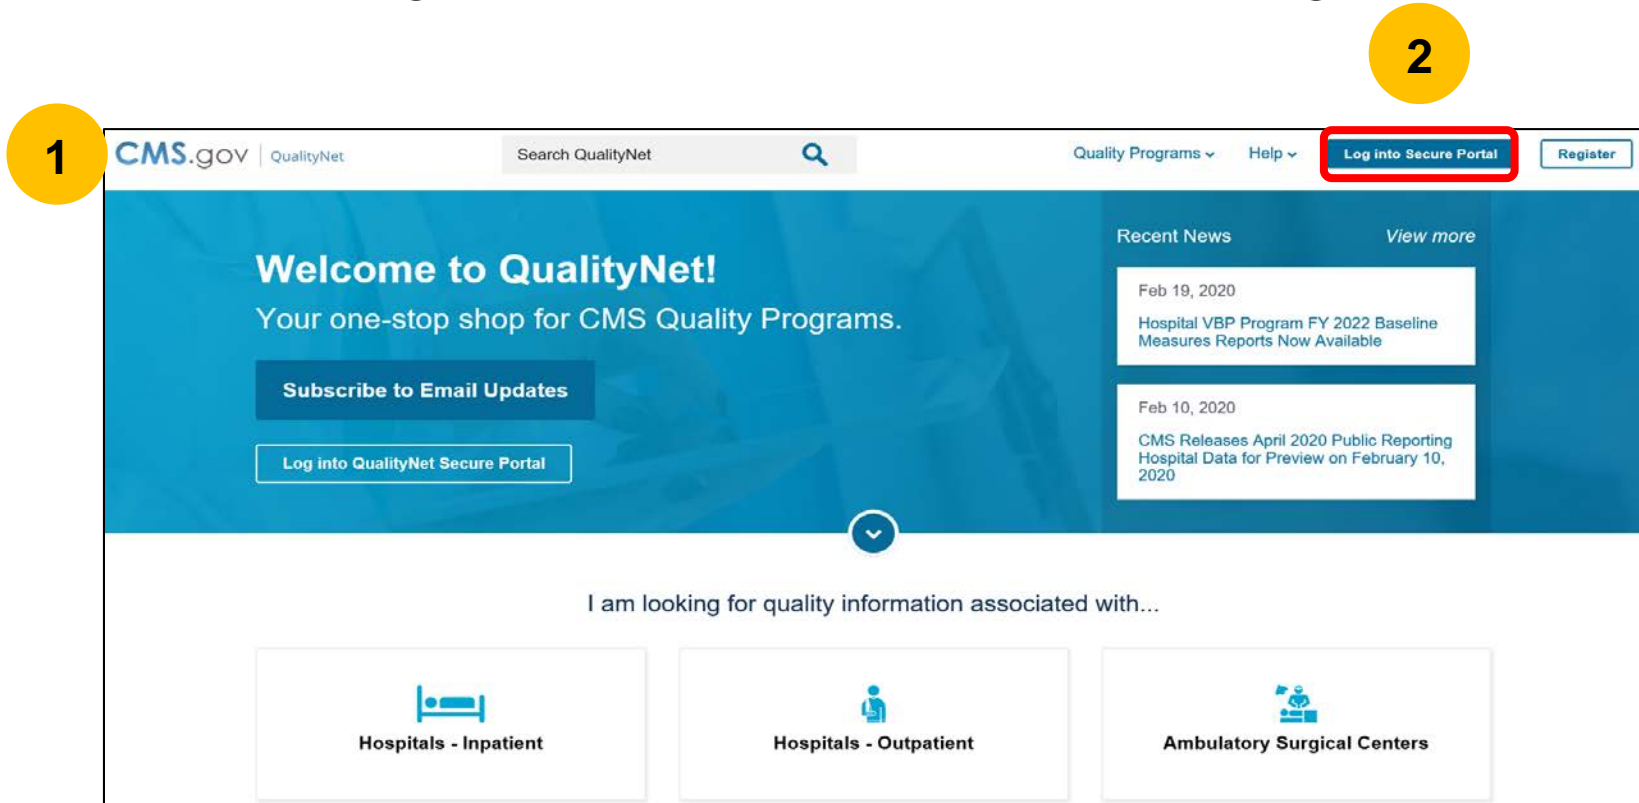 2
1
CMS.gov | QualityNet
Search QualityNet
Quality Programs
Help
Log into Secure Portal
Register
Welcome to QualityNet!
Your one-stop shop for CMS Quality Programs.
Subscribe to Email Updates
Log into QualityNet Secure Portal
Recent News
View more
Feb 19, 2020
Hospital VBP Program FY 2022 Baseline
Measures Reports Now Available
Feb 10, 2020
CMS Releases April 2020 Public Reporting
Hospital Data for Preview on February 10,
2020
I am looking for quality information associated with...
Hospitals - Inpatient
Hospitals - Outpatient
Ambulatory Surgical Centers